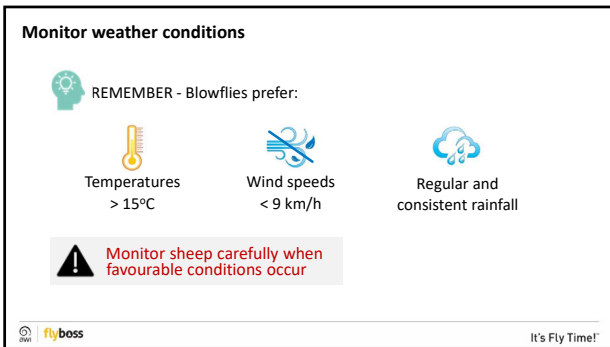 Monitor weather conditions
REMEMBER - Blowflies prefer:
Temperatures
> 15°C
Wind speeds
< 9 km/h
Regular and
consistent rainfall
Monitor sheep carefully when
favourable conditions occur
awi flyboss
It's Fly Time!™